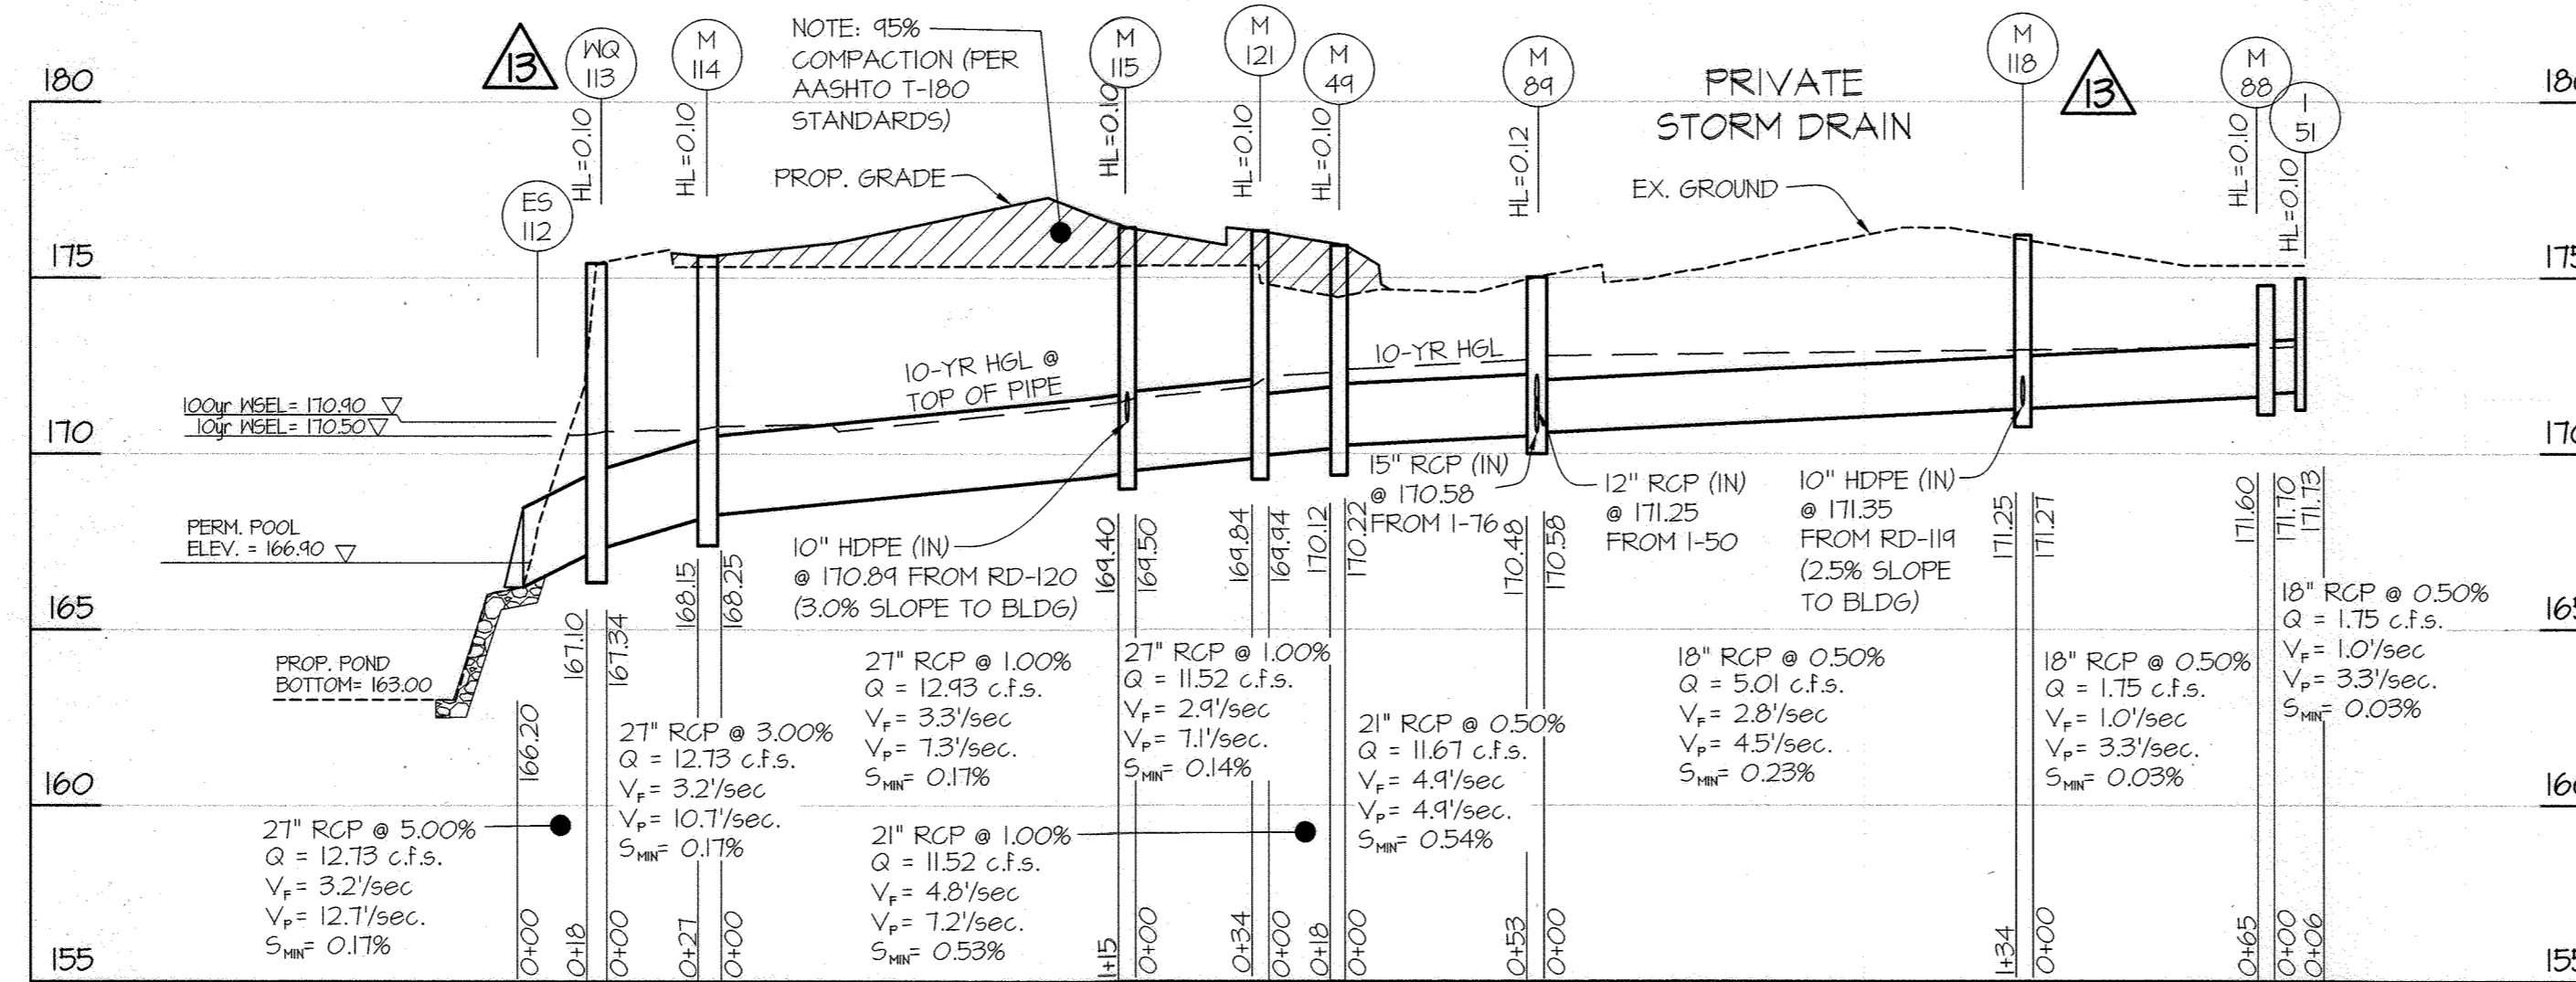 180
175
170
165
160
155
180
175
170
165
160
155
13
WQ
113
M
114
NOTE: 95%
COMPACTION (PER
AASHTO T-180
STANDARDS)
M
115
M
121
M
49
M
89
PRIVATE
STORM DRAIN
M
118
13
M
88
I
51
ES
112
HL=0.10
HL=0.10
HL=0.10
HL=0.10
HL=0.10
HL=0.12
HL=0.10
HL=0.10
PROP. GRADE
EX. GROUND
10-YR HGL @
TOP OF PIPE
10-YR HGL
100yr WSEL= 170.90
10yr WSEL= 170.50
PERM. POOL
ELEV. = 166.90
PROP. POND
BOTTOM= 163.00
10" HDPE (IN)
@ 170.89 FROM RD-120
(3.0% SLOPE TO BLDG)
15" RCP (IN)
@ 170.58
FROM I-76
12" RCP (IN)
@ 171.25
FROM I-50
10" HDPE (IN)
@ 171.35
FROM RD-119
(2.5% SLOPE
TO BLDG)
166.20
167.10
167.34
168.15
168.25
169.40
169.50
169.84
169.94
170.12
170.22
170.48
170.58
171.25
171.27
171.60
171.70
171.73
27" RCP @ 5.00%
Q = 12.73 c.f.s.
VF= 3.2'/sec
VP= 12.7'/sec.
SMIN= 0.17%
27" RCP @ 3.00%
Q = 12.73 c.f.s.
VF= 3.2'/sec
VP= 10.7'/sec.
SMIN= 0.17%
27" RCP @ 1.00%
Q = 12.93 c.f.s.
VF= 3.3'/sec
VP= 7.3'/sec.
SMIN= 0.17%
21" RCP @ 1.00%
Q = 11.52 c.f.s.
VF= 4.8'/sec
VP= 7.2'/sec.
SMIN= 0.53%
27" RCP @ 1.00%
Q = 11.52 c.f.s.
VF= 2.9'/sec
VP= 7.1'/sec.
SMIN= 0.14%
21" RCP @ 0.50%
Q = 11.67 c.f.s.
VF= 4.9'/sec
VP= 4.9'/sec.
SMIN= 0.54%
18" RCP @ 0.50%
Q = 5.01 c.f.s.
VF= 2.8'/sec
VP= 4.5'/sec.
SMIN= 0.23%
18" RCP @ 0.50%
Q = 1.75 c.f.s.
VF= 1.0'/sec
VP= 3.3'/sec.
SMIN= 0.03%
18" RCP @ 0.50%
Q = 1.75 c.f.s.
VF= 1.0'/sec
VP= 3.3'/sec.
SMIN= 0.03%
0+00
0+18
0+00
0+27
0+00
1+15
0+00
0+34
0+00
0+18
0+00
0+53
0+00
1+34
0+00
0+65
0+00
0+06